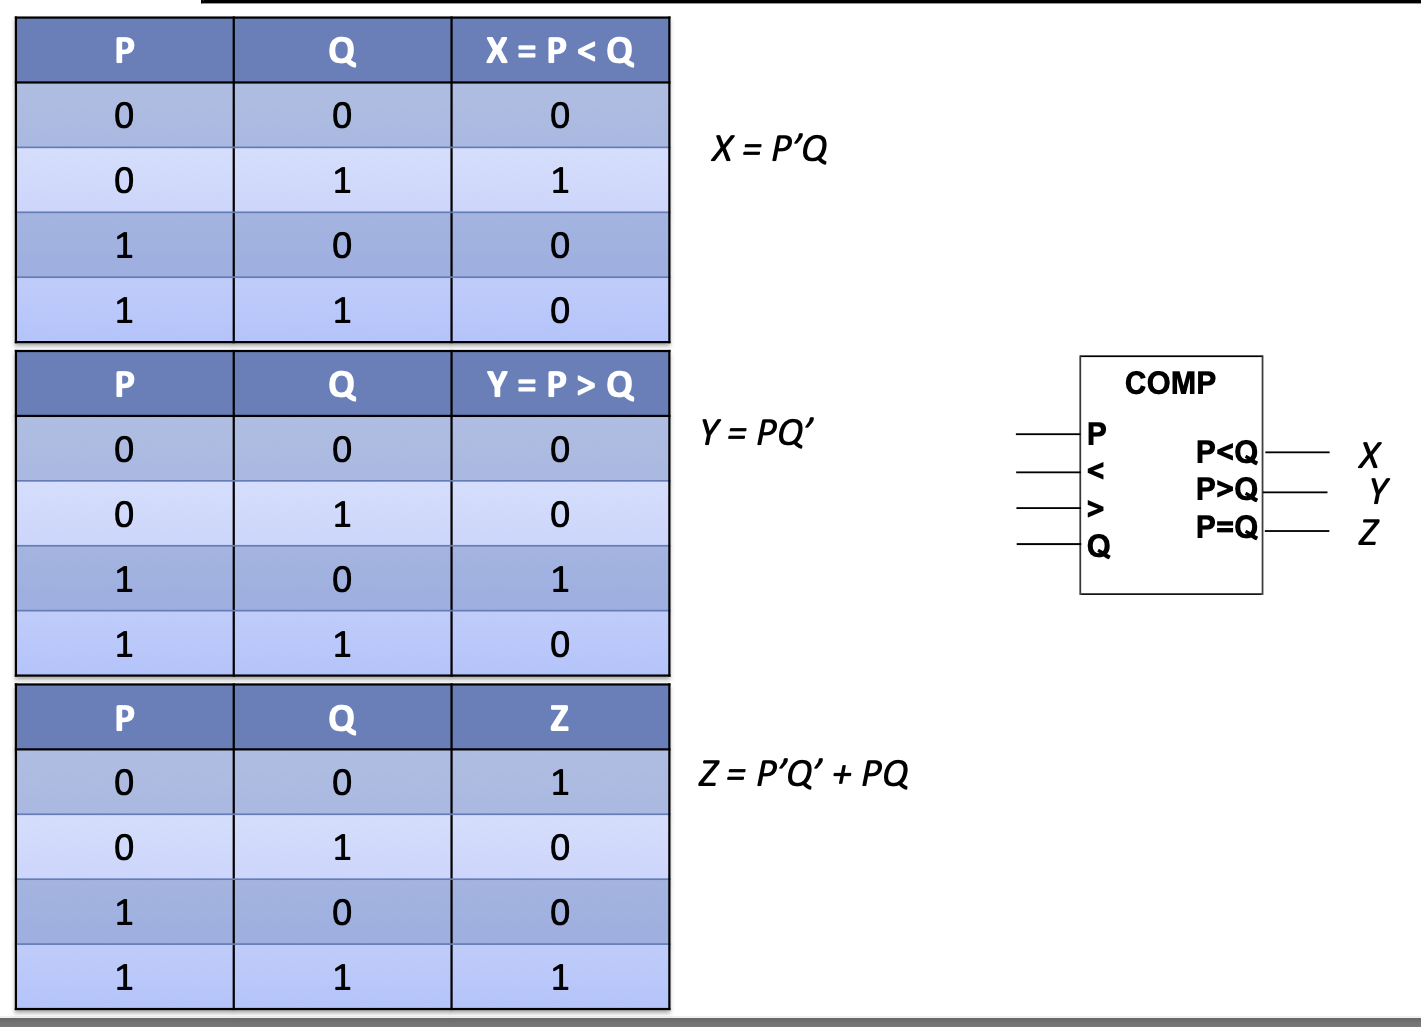 P Q X = P < Q
0 0 0
0 1 1
1 0 0
1 1 0
X = P’Q
P Q Y = P > Q
0 0 0
0 1 0
1 0 1
1 1 0
Y = PQ’
P Q Z
0 0 1
0 1 0
1 0 0
1 1 1
Z = P’Q’ + PQ
COMP
P
<
>
Q
P<Q X
P>Q Y
P=Q Z